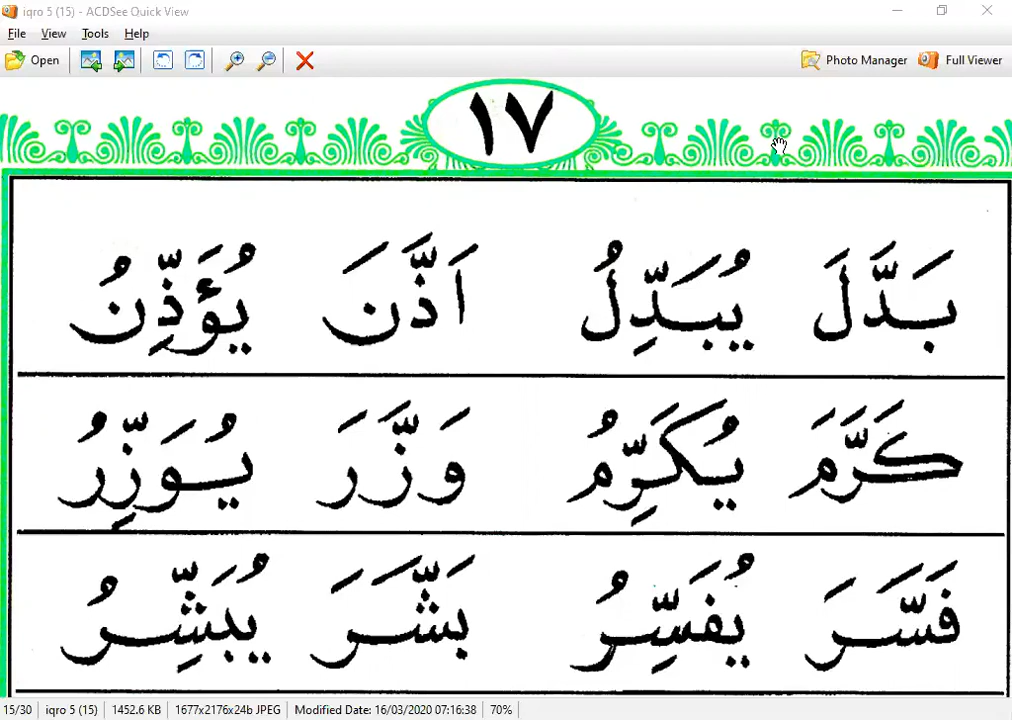 iqro 5 (15) - ACDSee Quick View
File View Tools Help
Open Photo Manager Full Viewer
١٧
بَدَّلَ يُبَدِّلُ اَذَّنَ يُؤَذِّنُ
كَرَّمَ يُكَرِّمُ وَزَّرَ يُوَزِّرُ
فَسَّرَ يُفَسِّرُ بَشَّرَ يُبَشِّرُ
15/30 iqro 5 (15) 1452.6 KB 1677x2176x24b JPEG Modified Date: 16/03/2020 07:16:38 70%